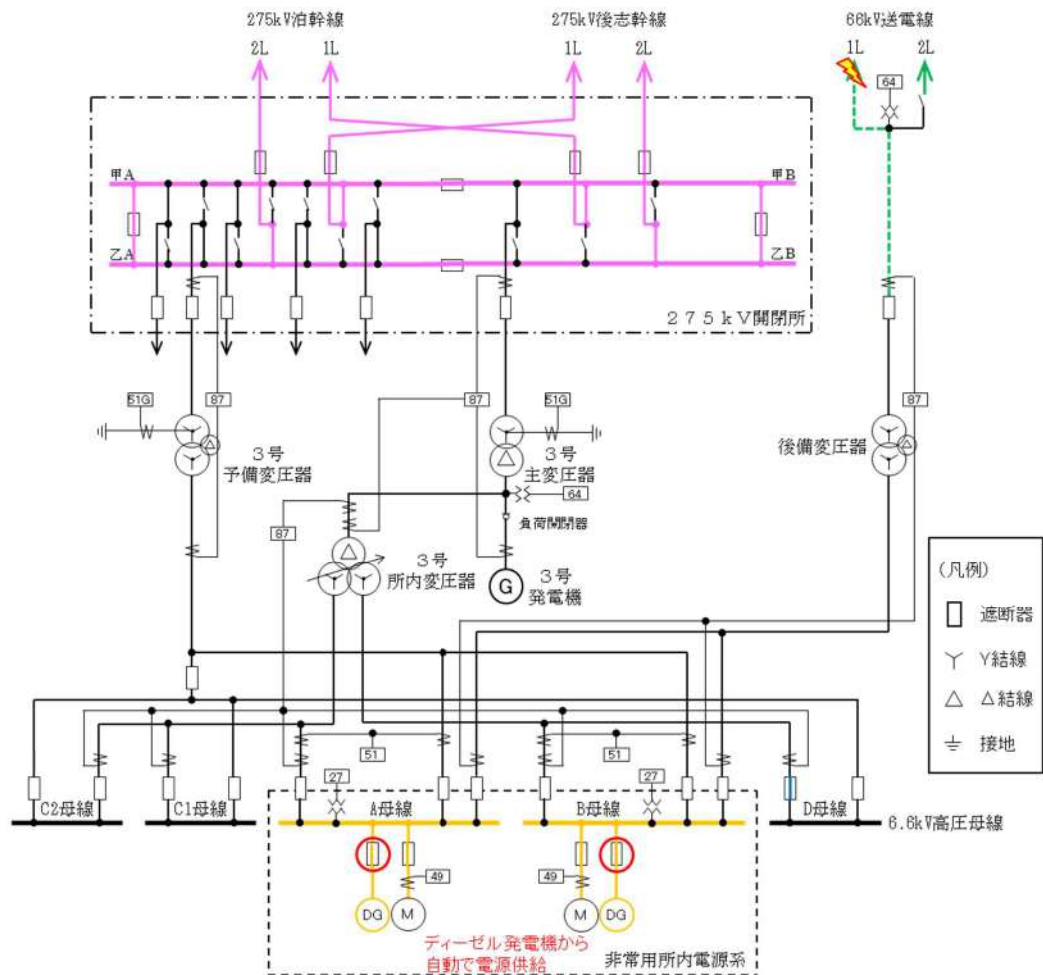 275kV泊幹線 275kV後志幹線 66kV送電線
2L 1L 1L 2L 1L 2L
64
甲A 甲B
乙A 乙B
275kV開閉所
51G 87 87 51G 87
3号
予備変圧器
3号
主変圧器
後備変圧器
64
負荷開閉器
87
3号
所内変圧器
G
3号
発電機
(凡例)
遮断器
Y結線
△結線
接地
51 51
27 27
C2母線 C1母線 A母線 B母線 D母線
6.6kV高圧母線
49 49
DG M M DG
ディーゼル発電機から
自動で電源供給
非常用所内電源系